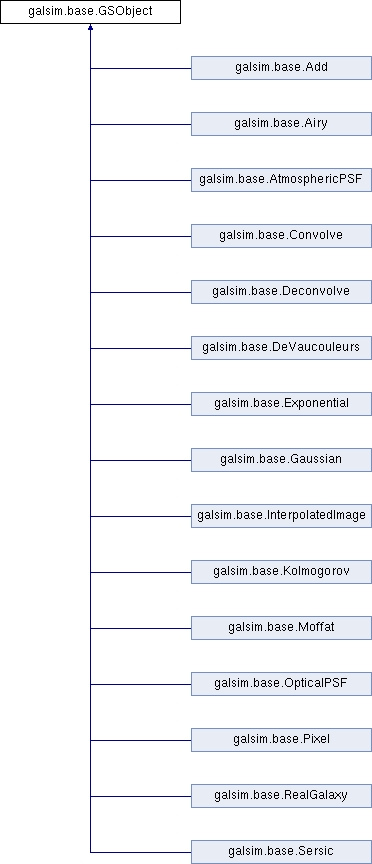 galsim.base.GSObject
galsim.base.Add
galsim.base.Airy
galsim.base.AtmosphericPSF
galsim.base.Convolve
galsim.base.Deconvolve
galsim.base.DeVaucouleurs
galsim.base.Exponential
galsim.base.Gaussian
galsim.base.InterpolatedImage
galsim.base.Kolmogorov
galsim.base.Moffat
galsim.base.OpticalPSF
galsim.base.Pixel
galsim.base.RealGalaxy
galsim.base.Sersic